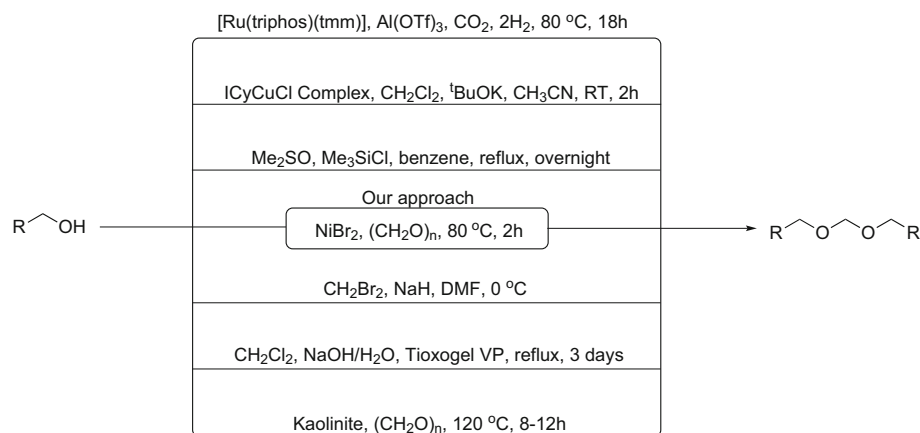 [Ru(triphos)(tmm)], Al(OTf)₃, CO₂, 2H₂, 80 °C, 18h
ICyCuCl Complex, CH₂Cl₂, ᵗBuOK, CH₃CN, RT, 2h
Me₂SO, Me₃SiCl, benzene, reflux, overnight
Our approach
R OH
NiBr₂, (CH₂O)ₙ, 80 °C, 2h
R O O R
CH₂Br₂, NaH, DMF, 0 °C
CH₂Cl₂, NaOH/H₂O, Tioxogel VP, reflux, 3 days
Kaolinite, (CH₂O)ₙ, 120 °C, 8-12h